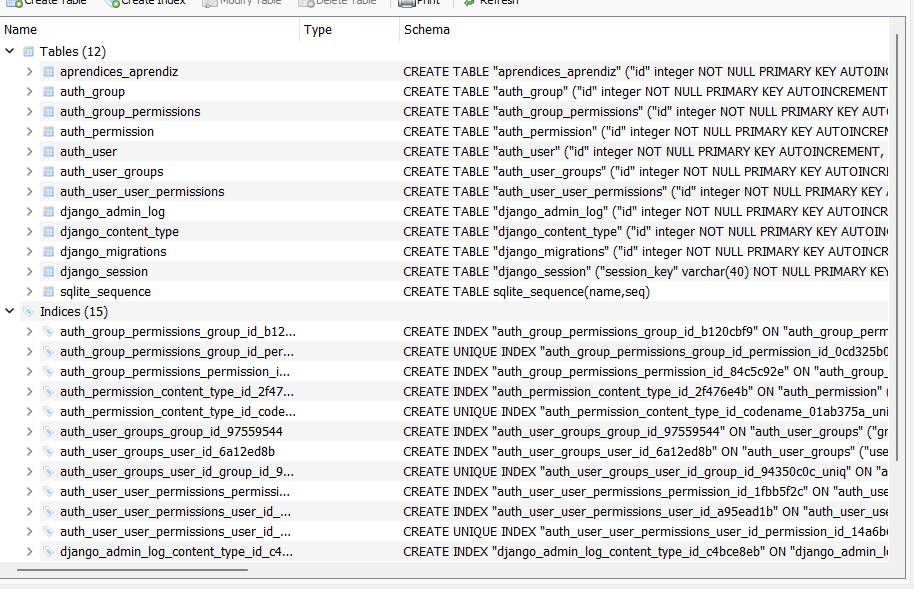 Create Table Create Index Modify Table Delete Table Print Refresh
Name Type Schema
Tables (12)
aprendices_aprendiz CREATE TABLE "aprendices_aprendiz" ("id" integer NOT NULL PRIMARY KEY AUTOIN
auth_group CREATE TABLE "auth_group" ("id" integer NOT NULL PRIMARY KEY AUTOINCREMENT
auth_group_permissions CREATE TABLE "auth_group_permissions" ("id" integer NOT NULL PRIMARY KEY AUT
auth_permission CREATE TABLE "auth_permission" ("id" integer NOT NULL PRIMARY KEY AUTOINCREM
auth_user CREATE TABLE "auth_user" ("id" integer NOT NULL PRIMARY KEY AUTOINCREMENT,
auth_user_groups CREATE TABLE "auth_user_groups" ("id" integer NOT NULL PRIMARY KEY AUTOINCR
auth_user_user_permissions CREATE TABLE "auth_user_user_permissions" ("id" integer NOT NULL PRIMARY KEY
django_admin_log CREATE TABLE "django_admin_log" ("id" integer NOT NULL PRIMARY KEY AUTOINCR
django_content_type CREATE TABLE "django_content_type" ("id" integer NOT NULL PRIMARY KEY AUTOIN
django_migrations CREATE TABLE "django_migrations" ("id" integer NOT NULL PRIMARY KEY AUTOINCR
django_session CREATE TABLE "django_session" ("session_key" varchar(40) NOT NULL PRIMARY KEY
sqlite_sequence CREATE TABLE sqlite_sequence(name,seq)
Indices (15)
auth_group_permissions_group_id_b12... CREATE INDEX "auth_group_permissions_group_id_b120cbf9" ON "auth_group_perm
auth_group_permissions_group_id_per... CREATE UNIQUE INDEX "auth_group_permissions_group_id_permission_id_0cd325b0
auth_group_permissions_permission_i... CREATE INDEX "auth_group_permissions_permission_id_84c5c92e" ON "auth_group_
auth_permission_content_type_id_2f47... CREATE INDEX "auth_permission_content_type_id_2f476e4b" ON "auth_permission" (
auth_permission_content_type_id_code... CREATE UNIQUE INDEX "auth_permission_content_type_id_codename_01ab375a_uni
auth_user_groups_group_id_97559544 CREATE INDEX "auth_user_groups_group_id_97559544" ON "auth_user_groups" ("gr
auth_user_groups_user_id_6a12ed8b CREATE INDEX "auth_user_groups_user_id_6a12ed8b" ON "auth_user_groups" ("use
auth_user_groups_user_id_group_id_9... CREATE UNIQUE INDEX "auth_user_groups_user_id_group_id_94350c0c_uniq" ON "a
auth_user_user_permissions_permissi... CREATE INDEX "auth_user_user_permissions_permission_id_1fbb5f2c" ON "auth_use
auth_user_user_permissions_user_id_... CREATE INDEX "auth_user_user_permissions_user_id_a95ead1b" ON "auth_user_use
auth_user_user_permissions_user_id_... CREATE UNIQUE INDEX "auth_user_user_permissions_user_id_permission_id_14a6b
django_admin_log_content_type_id_c4... CREATE INDEX "django_admin_log_content_type_id_c4bce8eb" ON "django_admin_l